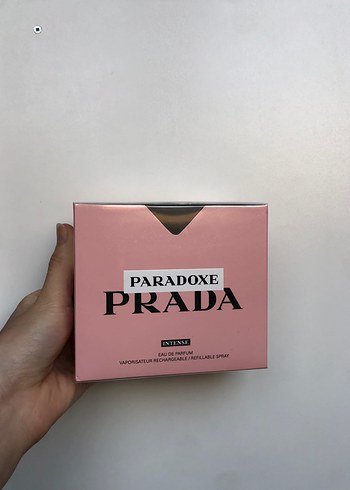 PARADOXE
PRADA
INTENSE
EAU DE PARFUM
VAPORISATEUR RECHARGEABLE / REFILLABLE SPRAY